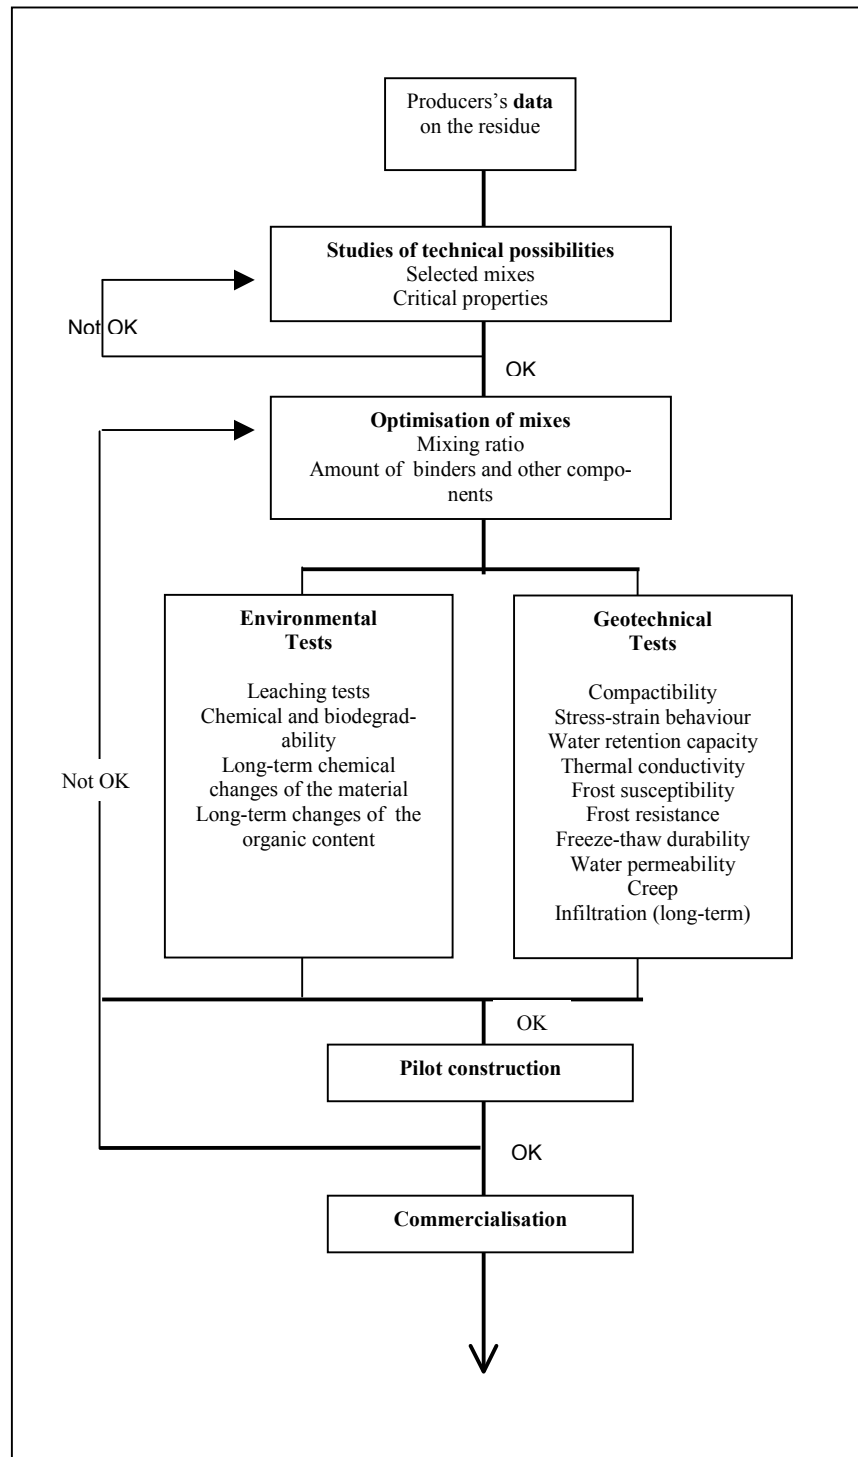 Producers's data
on the residue
Studies of technical possibilities
Selected mixes
Critical properties
Not OK
OK
Optimisation of mixes
Mixing ratio
Amount of binders and other compo-
nents
Environmental
Tests
Leaching tests
Chemical and biodegrad-
ability
Long-term chemical
changes of the material
Long-term changes of the
organic content
Geotechnical
Tests
Compactibility
Stress-strain behaviour
Water retention capacity
Thermal conductivity
Frost susceptibility
Frost resistance
Freeze-thaw durability
Water permeability
Creep
Infiltration (long-term)
Not OK
OK
Pilot construction
OK
Commercialisation